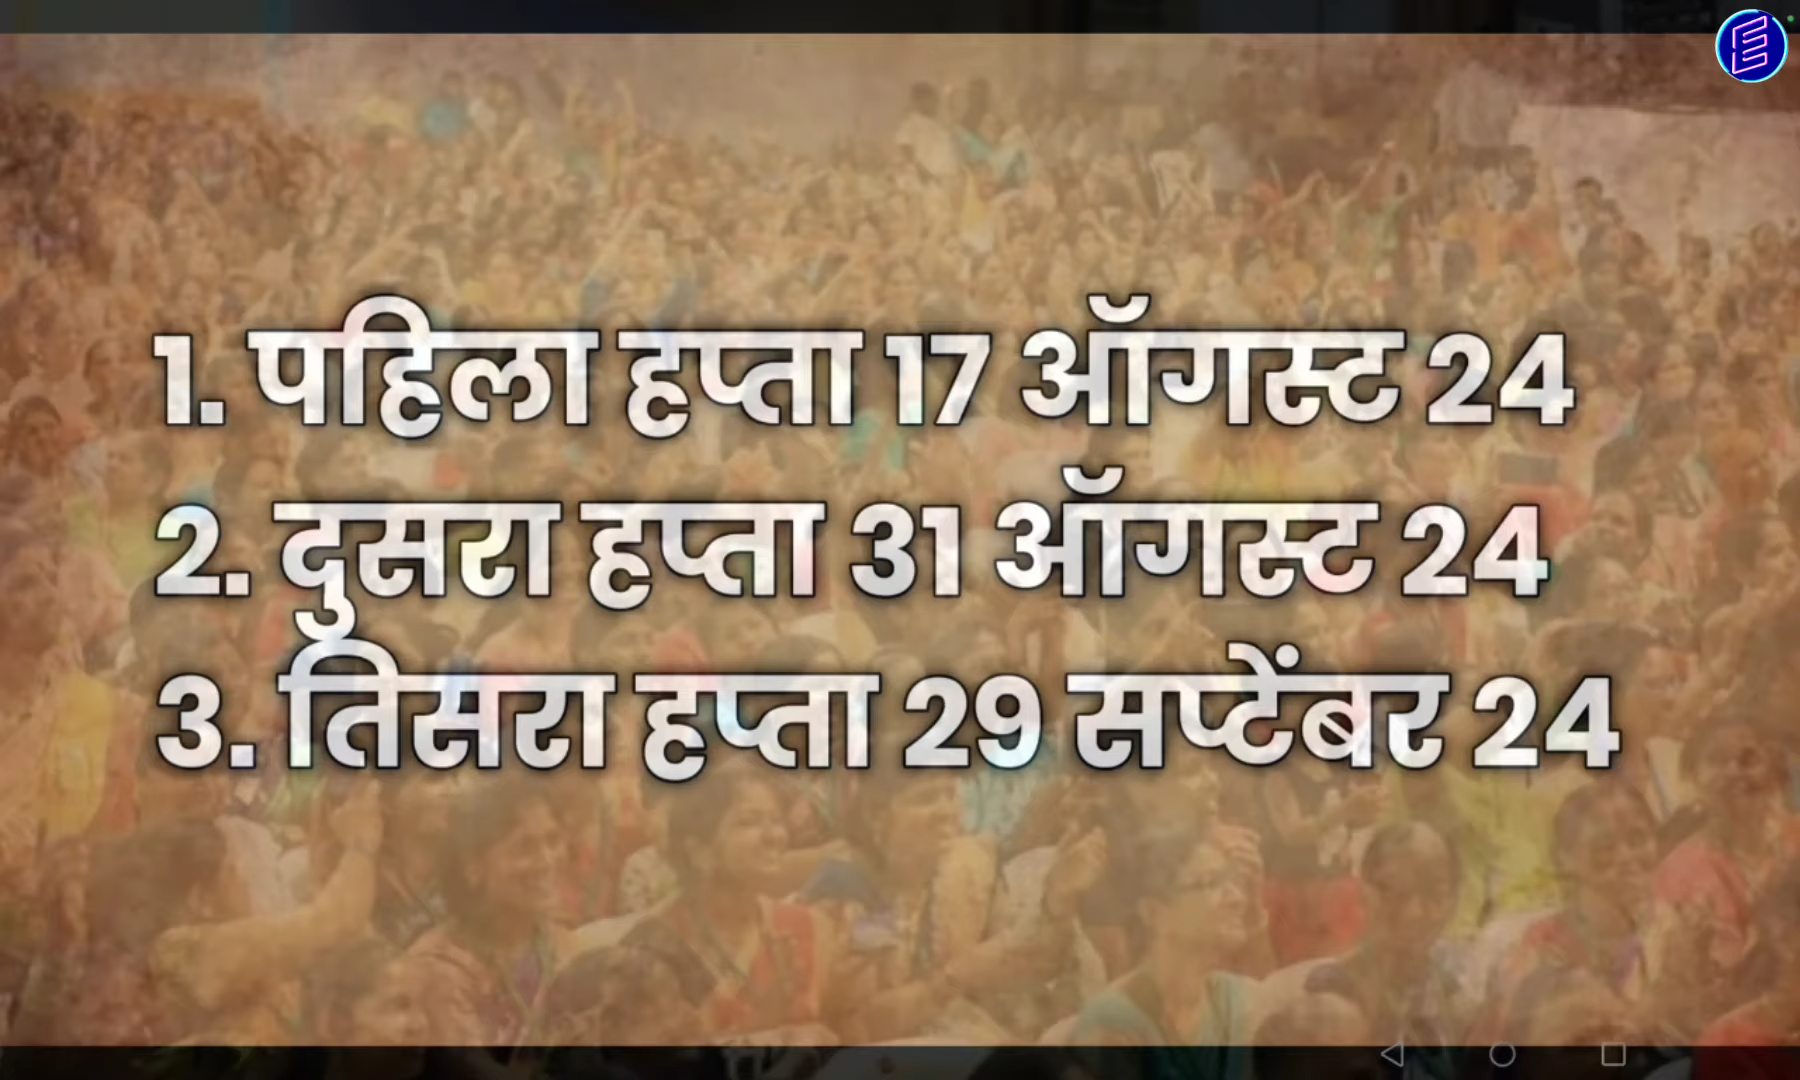 1. पहिला हप्ता 17 ऑगस्ट 24
2. दुसरा हप्ता 31 ऑगस्ट 24
3. तिसरा हप्ता 29 सप्टेंबर 24